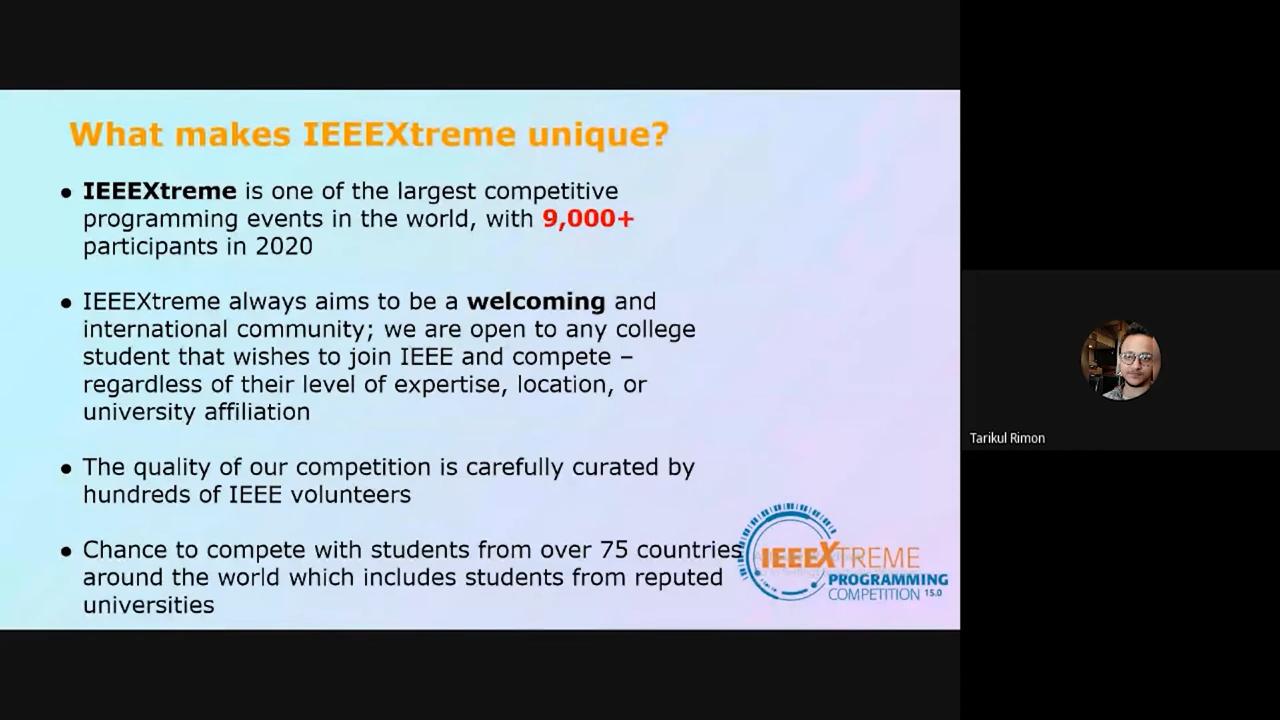 What makes IEEEXtreme unique?
● IEEEXtreme is one of the largest competitive
programming events in the world, with 9,000+
participants in 2020
● IEEEXtreme always aims to be a welcoming and
international community; we are open to any college
student that wishes to join IEEE and compete –
regardless of their level of expertise, location, or
university affiliation
● The quality of our competition is carefully curated by
hundreds of IEEE volunteers
● Chance to compete with students from over 75 countries
around the world which includes students from reputed
universities
IEEEXTREME
PROGRAMMING
COMPETITION 15.0
Tarikul Rimon